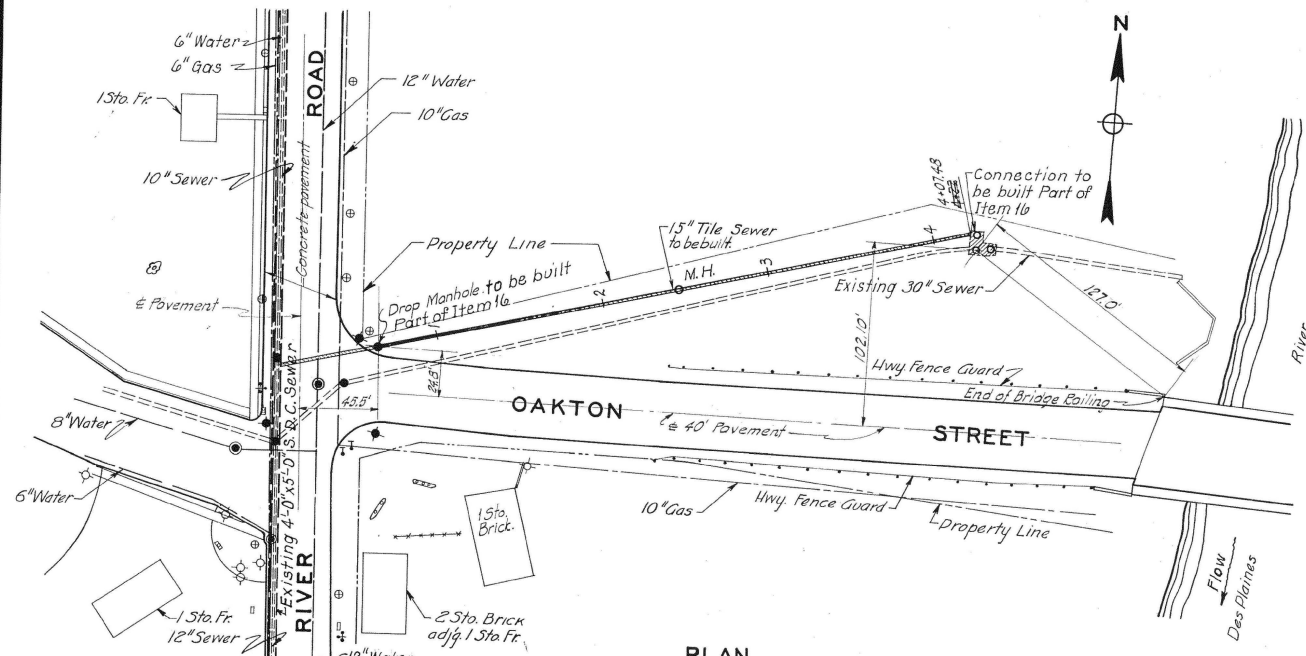 6" Water
6" Gas
1 Sto. Fr.
10" Sewer
ROAD
12" Water
10" Gas
Concrete pavement
N
Property Line
15" Tile Sewer
to be built.
M.H.
Drop Manhole to be built
Part of Item 16
2
3
4
4+07.43
Connection to
be built Part of
Item 16
Existing 30" Sewer
127.0'
102.10'
River
℄ Pavement
24.8'
45.5'
Hwy. Fence Guard
End of Bridge Railing
OAKTON
STREET
℄ 40' Pavement
8" Water
6" Water
Existing 4'-0"x5'-0" S.D.C. Sewer
RIVER
1 Sto.
Brick.
10" Gas
Hwy. Fence Guard
Property Line
1 Sto. Fr.
12" Sewer
2 Sto. Brick
adj'g. 1 Sto. Fr.
Flow
Des Plaines
PLAN